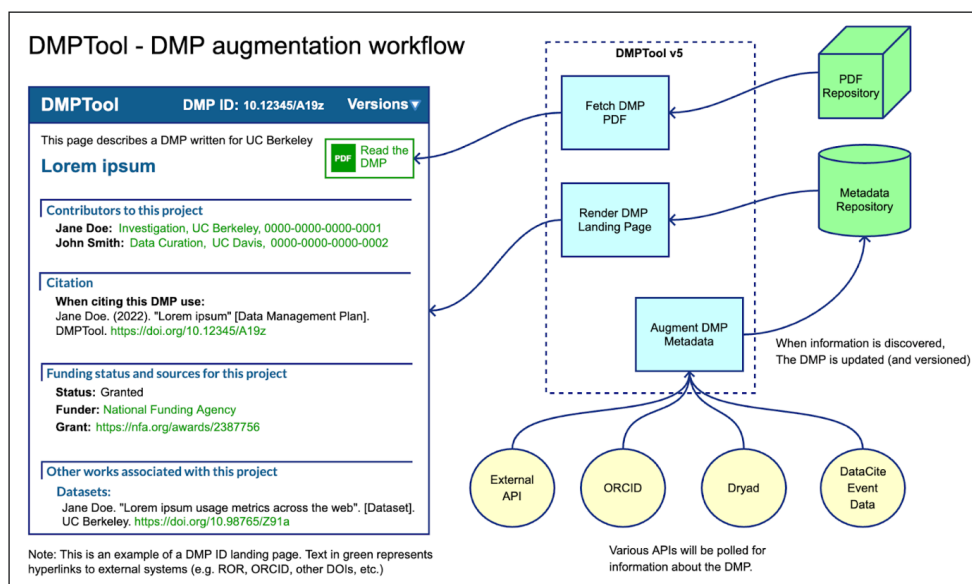 DMPTool - DMP augmentation workflow
DMPTool
DMP ID: 10.12345/A19z
Versions
This page describes a DMP written for UC Berkeley
Lorem ipsum
PDF
Read the
DMP
Contributors to this project
Jane Doe: Investigation, UC Berkeley, 0000-0000-0000-0001
John Smith: Data Curation, UC Davis, 0000-0000-0000-0002
Citation
When citing this DMP use:
Jane Doe. (2022). "Lorem ipsum" [Data Management Plan].
DMPTool. https://doi.org/10.12345/A19z
Funding status and sources for this project
Status: Granted
Funder: National Funding Agency
Grant: https://nfa.org/awards/2387756
Other works associated with this project
Datasets:
Jane Doe. "Lorem ipsum usage metrics across the web". [Dataset].
UC Berkeley. https://doi.org/10.98765/Z91a
Note: This is an example of a DMP ID landing page. Text in green represents
hyperlinks to external systems (e.g. ROR, ORCID, other DOIs, etc.)
DMPTool v5
Fetch DMP
PDF
Render DMP
Landing Page
Augment DMP
Metadata
PDF
Repository
Metadata
Repository
When information is discovered,
The DMP is updated (and versioned)
External
API
ORCID
Dryad
DataCite
Event
Data
Various APIs will be polled for
information about the DMP.